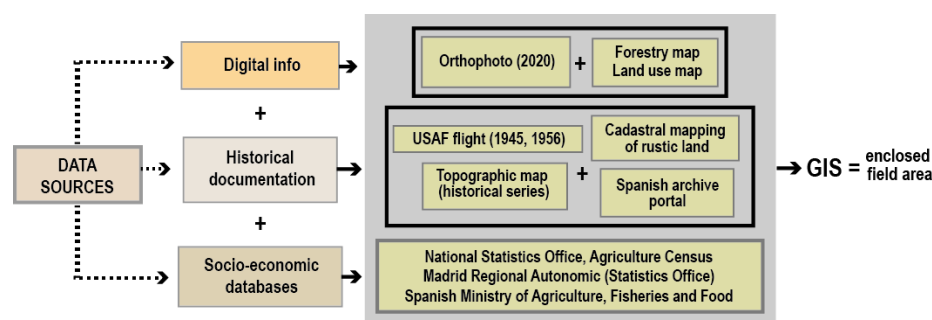 Digital info
Orthophoto (2020)
+
Forestry map
Land use map
+
DATA
SOURCES
Historical
documentation
USAF flight (1945, 1956)
Cadastral mapping
of rustic land
Topographic map
(historical series)
+
Spanish archive
portal
GIS = enclosed
field area
+
Socio-economic
databases
National Statistics Office, Agriculture Census
Madrid Regional Autonomic (Statistics Office)
Spanish Ministry of Agriculture, Fisheries and Food